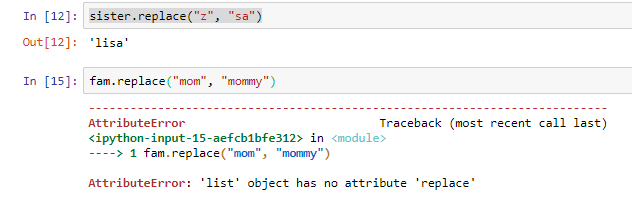 In [12]: sister.replace("z", "sa")
Out[12]: 'lisa'
In [15]: fam.replace("mom", "mommy")
---------------------------------------------------------------------------
AttributeError                            Traceback (most recent call last)
<ipython-input-15-aefcb1bfe312> in <module>
----> 1 fam.replace("mom", "mommy")
AttributeError: 'list' object has no attribute 'replace'